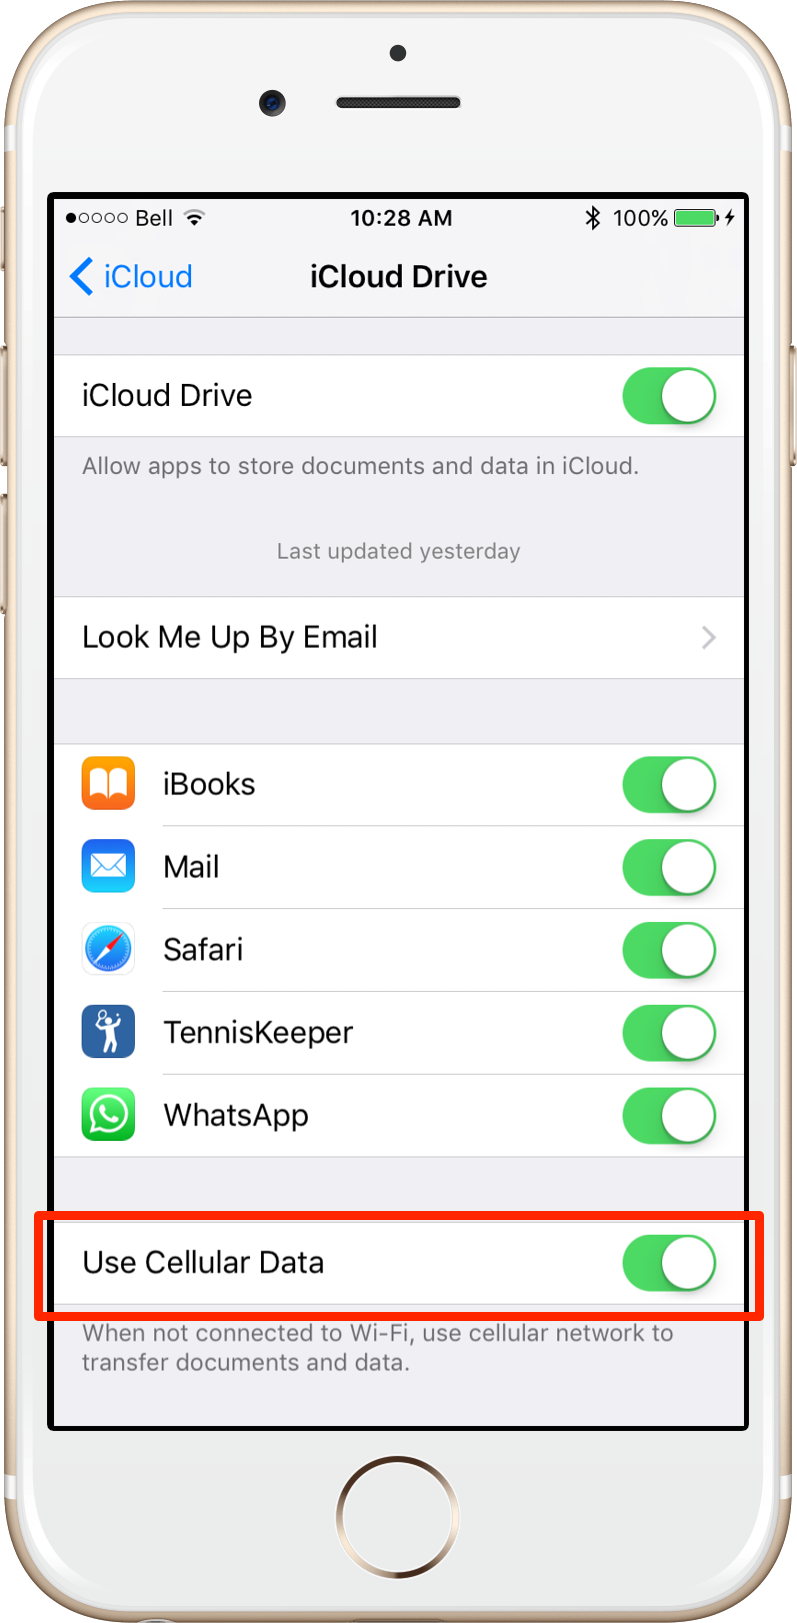 Bell 10:28 AM 100%
iCloud iCloud Drive
iCloud Drive
Allow apps to store documents and data in iCloud.
Last updated yesterday
Look Me Up By Email
iBooks
Mail
Safari
TennisKeeper
WhatsApp
Use Cellular Data
When not connected to Wi-Fi, use cellular network to
transfer documents and data.